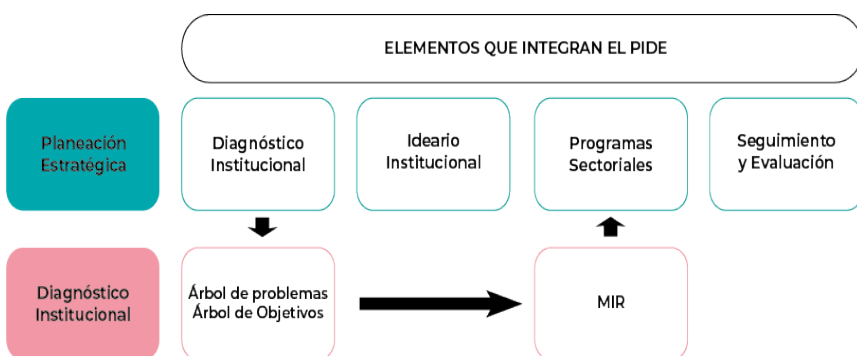 ELEMENTOS QUE INTEGRAN EL PIDE
Planeación
Estratégica
Diagnóstico
Institucional
Ideario
Institucional
Programas
Sectoriales
Seguimiento
y Evaluación
Diagnóstico
Institucional
Árbol de problemas
Árbol de Objetivos
MIR